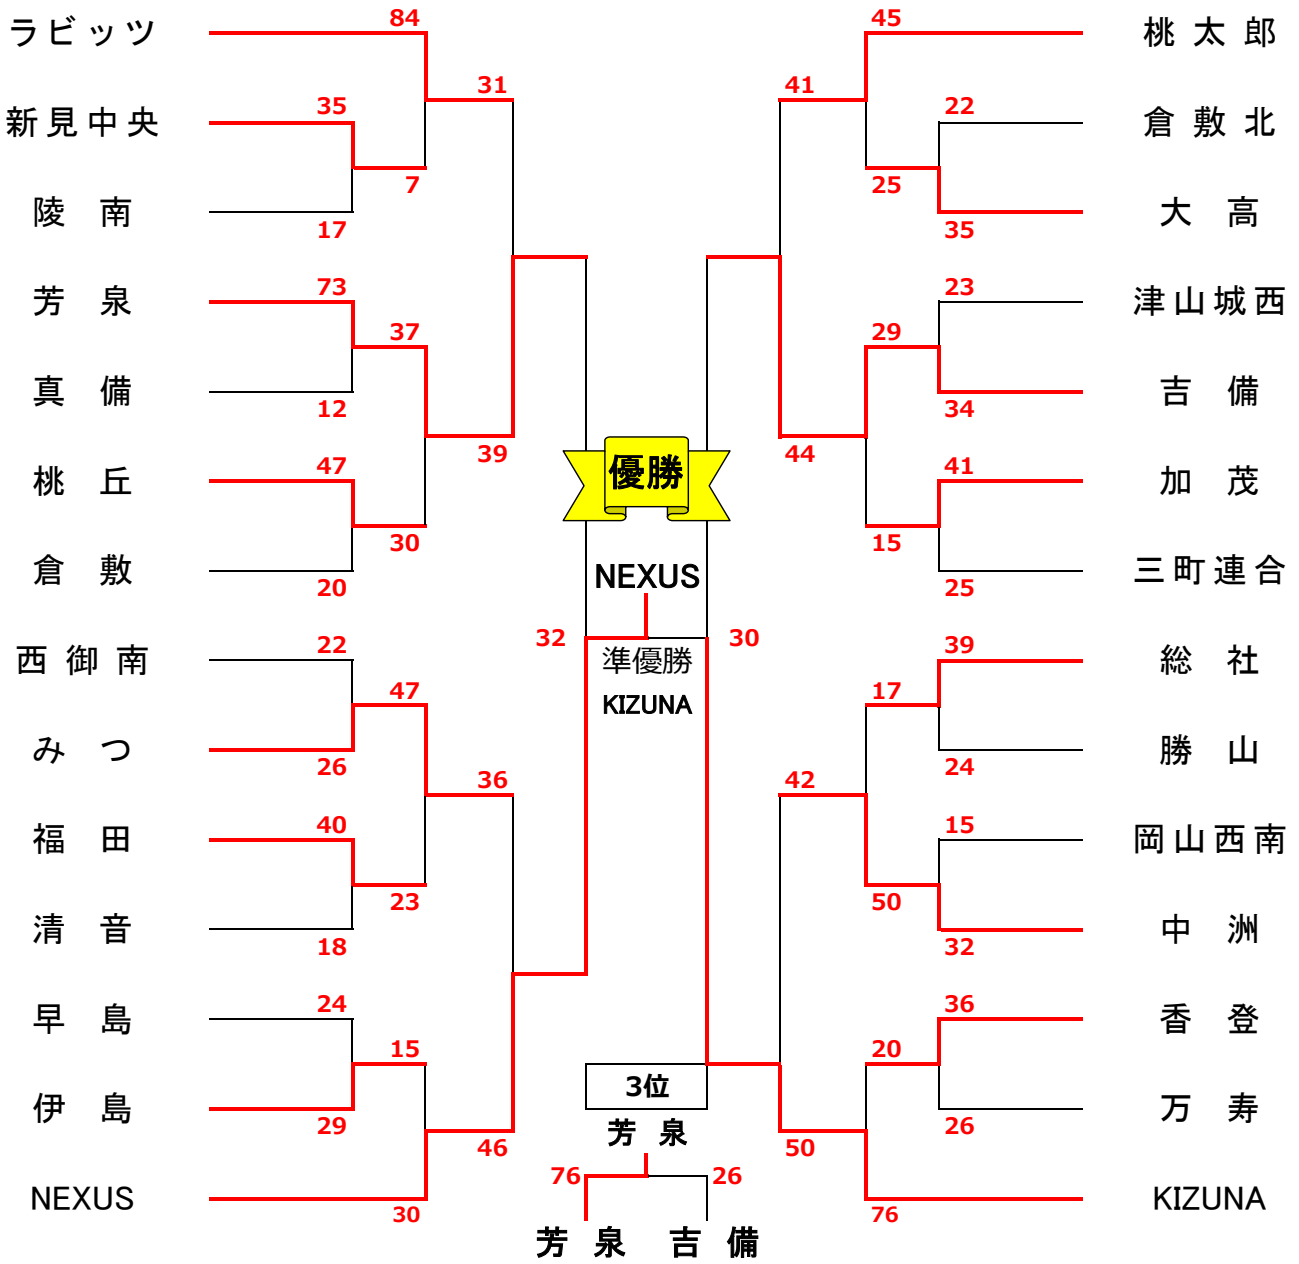 84
45
ラビッツ
桃太郎
31
41
35
22
新見中央
倉敷北
7
25
陵南
大高
17
35
73
23
芳泉
津山城西
37
29
真備
吉備
12
34
39
44
優勝
47
41
桃丘
加茂
30
15
倉敷
三町連合
20
25
NEXUS
32
30
22
39
西御南
準優勝
総社
47
17
KIZUNA
みつ
勝山
26
24
36
42
40
15
福田
岡山西南
23
50
清音
中洲
18
32
24
36
早島
香登
15
20
3位
伊島
万寿
29
26
芳泉
46
50
76
26
NEXUS
KIZUNA
30
76
芳泉 吉備